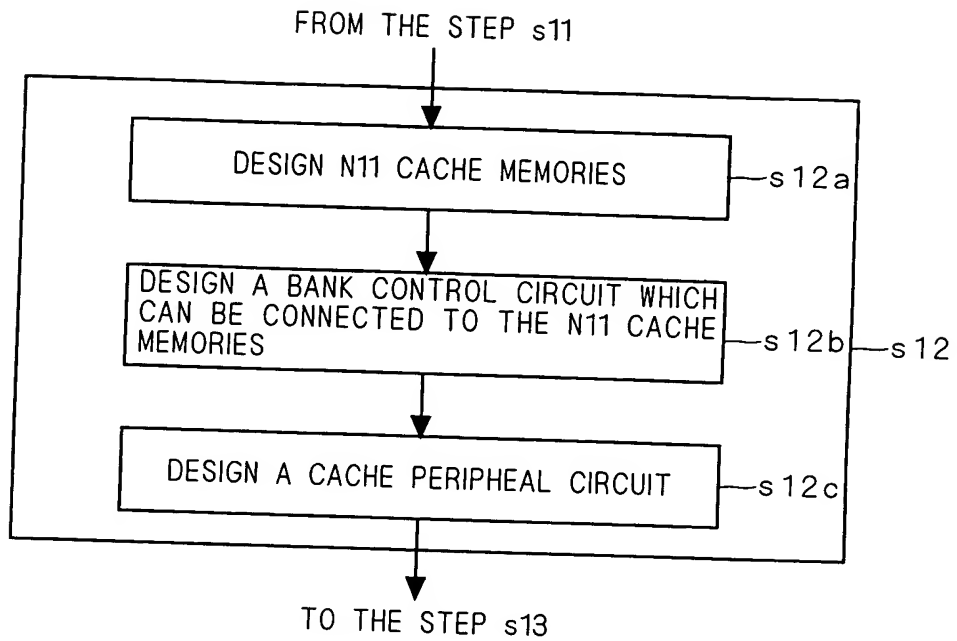 FROM THE STEP s11
DESIGN N11 CACHE MEMORIES
s12a
DESIGN A BANK CONTROL CIRCUIT WHICH
CAN BE CONNECTED TO THE N11 CACHE
MEMORIES
s12b
s12
DESIGN A CACHE PERIPHEAL CIRCUIT
s12c
TO THE STEP s13